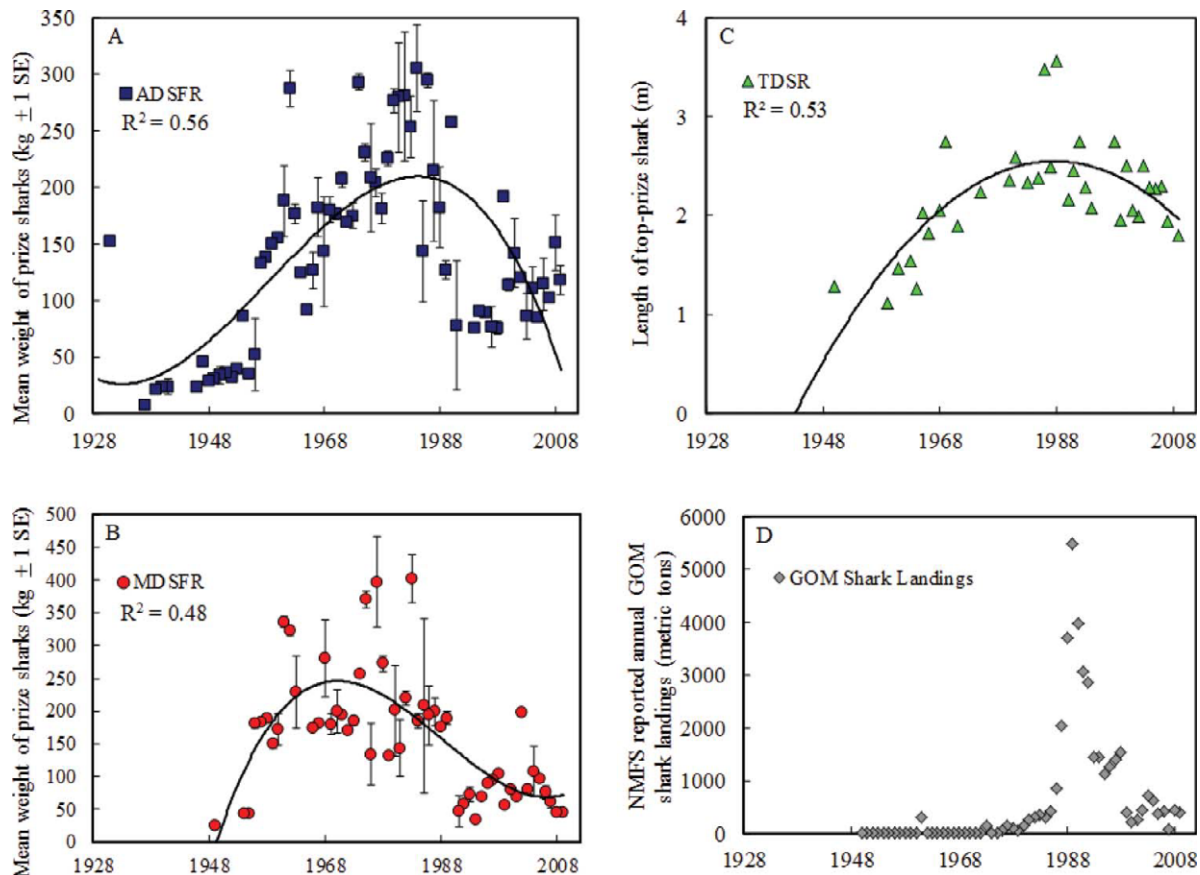 A
ADSFR
R² = 0.56
Mean weight of prize sharks (kg ± 1 SE)
350
300
250
200
150
100
50
0
1928 1948 1968 1988 2008
C
TDSR
R² = 0.53
Length of top-prize shark (m)
4
3
2
1
0
1928 1948 1968 1988 2008
B
MDSFR
R² = 0.48
Mean weight of prize sharks (kg ± 1 SE)
500
450
400
350
300
250
200
150
100
50
0
1928 1948 1968 1988 2008
D
GOM Shark Landings
NMFS reported annual GOM
shark landings (metric tons)
6000
5000
4000
3000
2000
1000
0
1928 1948 1968 1988 2008